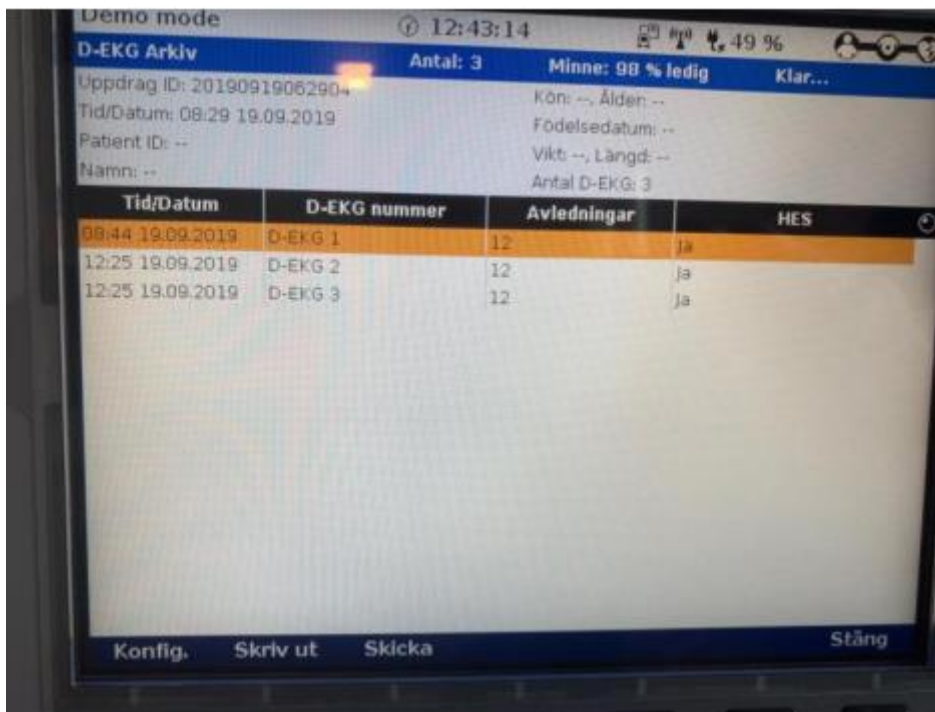 Demo mode 12:43:14 49 %
D-EKG Arkiv Antal: 3 Minne: 98 % ledig Klar...
Uppdrag ID: 20190919062904 Kön: --, Ålder: --
Tid/Datum: 08:29 19.09.2019 Födelsedatum: --
Patient ID: -- Vikt: --, Längd: --
Namn: -- Antal D-EKG: 3
Tid/Datum D-EKG nummer Avledningar HES
08:44 19.09.2019 D-EKG 1 12 Ja
12:25 19.09.2019 D-EKG 2 12 Ja
12:25 19.09.2019 D-EKG 3 12 Ja
Konfig. Skriv ut Skicka Stäng